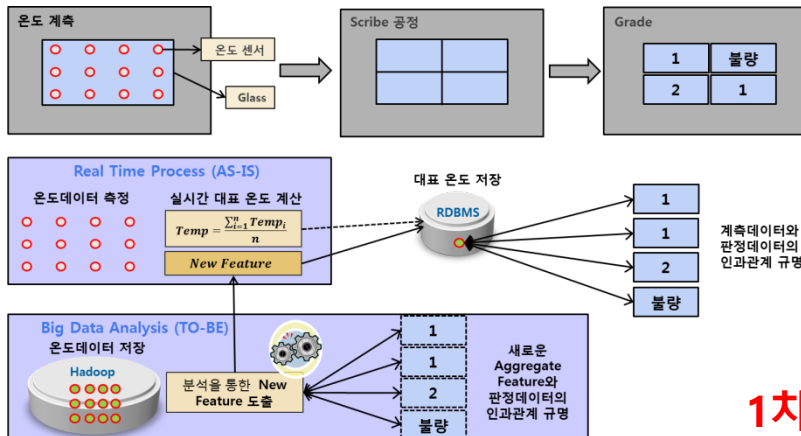 온도 계측
온도 센서
Glass
Scribe 공정
Grade
1
불량
2
1
Real Time Process (AS-IS)
온도데이터 측정
실시간 대표 온도 계산
Temp = \frac{\sum_{i=1}^{n} Temp_i}{n}
New Feature
대표 온도 저장
RDBMS
1
1
2
불량
계측데이터와
판정데이터의
인과관계 규명
Big Data Analysis (TO-BE)
온도데이터 저장
Hadoop
분석을 통한 New
Feature 도출
1
1
2
불량
새로운
Aggregate
Feature와
판정데이터의
인과관계 규명
1차